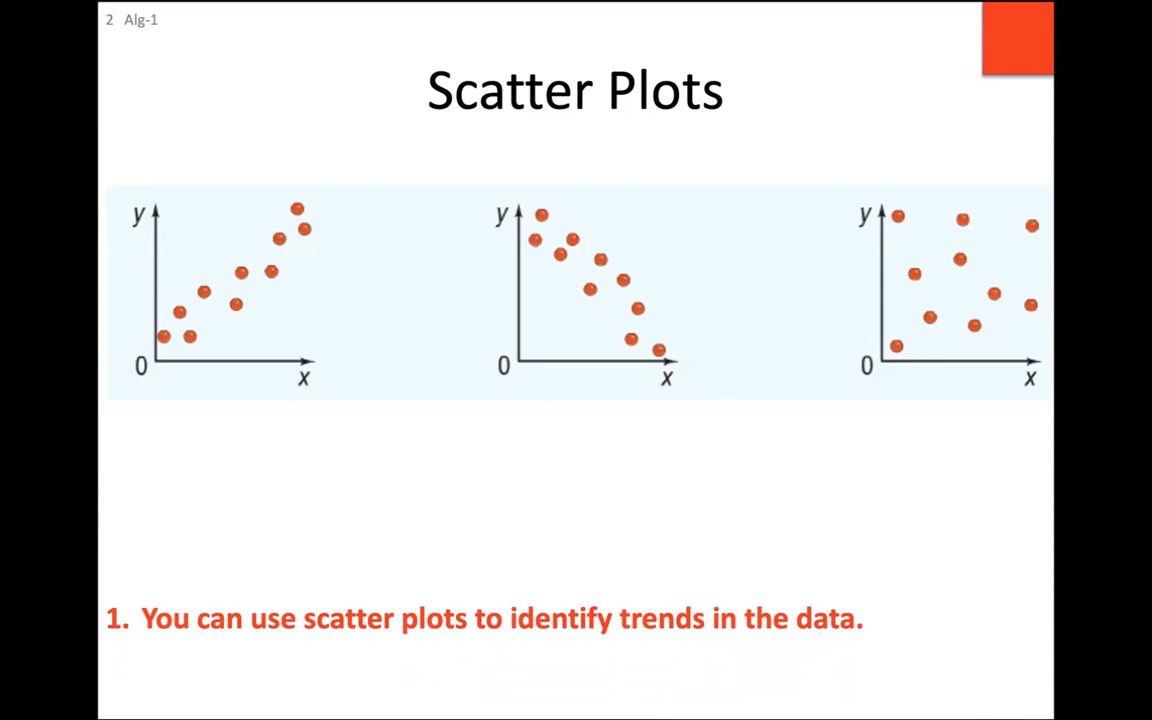 2 Alg-1
Scatter Plots
y
0
x
y
0
x
y
0
x
1. You can use scatter plots to identify trends in the data.